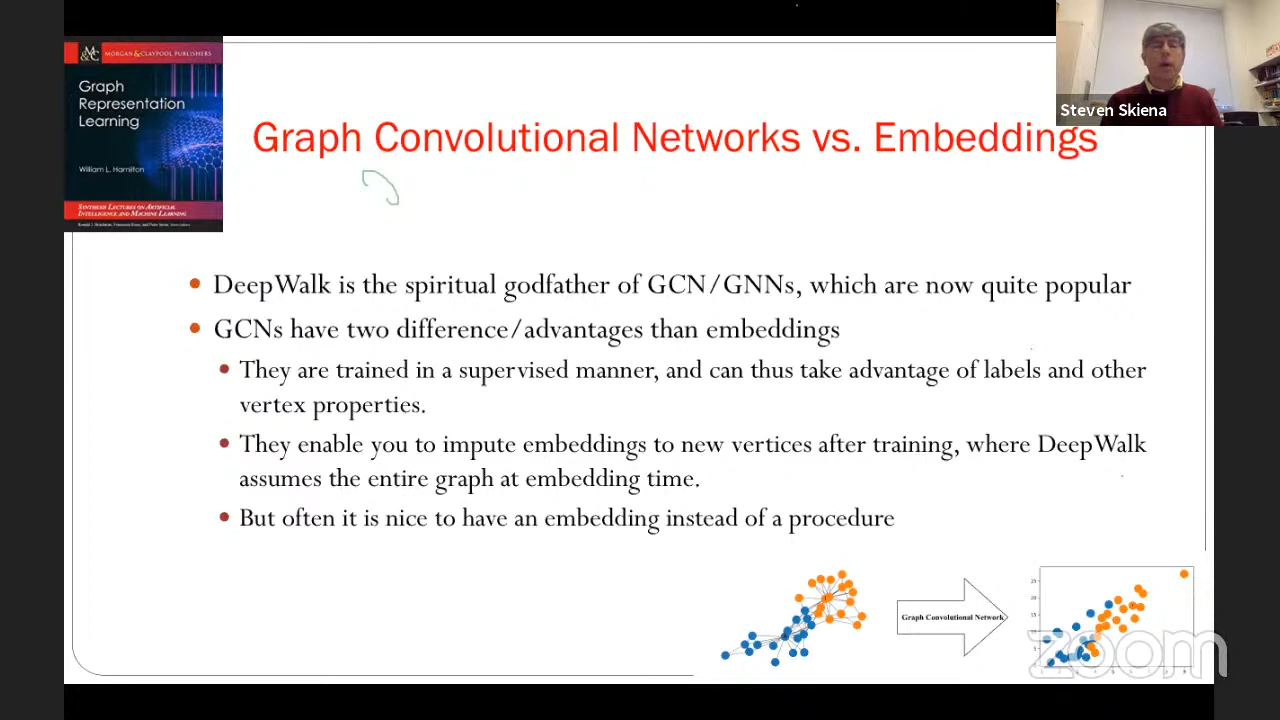 M&C MORGAN & CLAYPOOL PUBLISHERS
Graph
Representation
Learning
William L. Hamilton
SYNTHESIS LECTURES ON ARTIFICIAL
INTELLIGENCE AND MACHINE LEARNING
Steven Skiena
Graph Convolutional Networks vs. Embeddings
DeepWalk is the spiritual godfather of GCN/GNNs, which are now quite popular
GCNs have two difference/advantages than embeddings
They are trained in a supervised manner, and can thus take advantage of labels and other
vertex properties.
They enable you to impute embeddings to new vertices after training, where DeepWalk
assumes the entire graph at embedding time.
But often it is nice to have an embedding instead of a procedure
Graph Convolutional Network
zoom